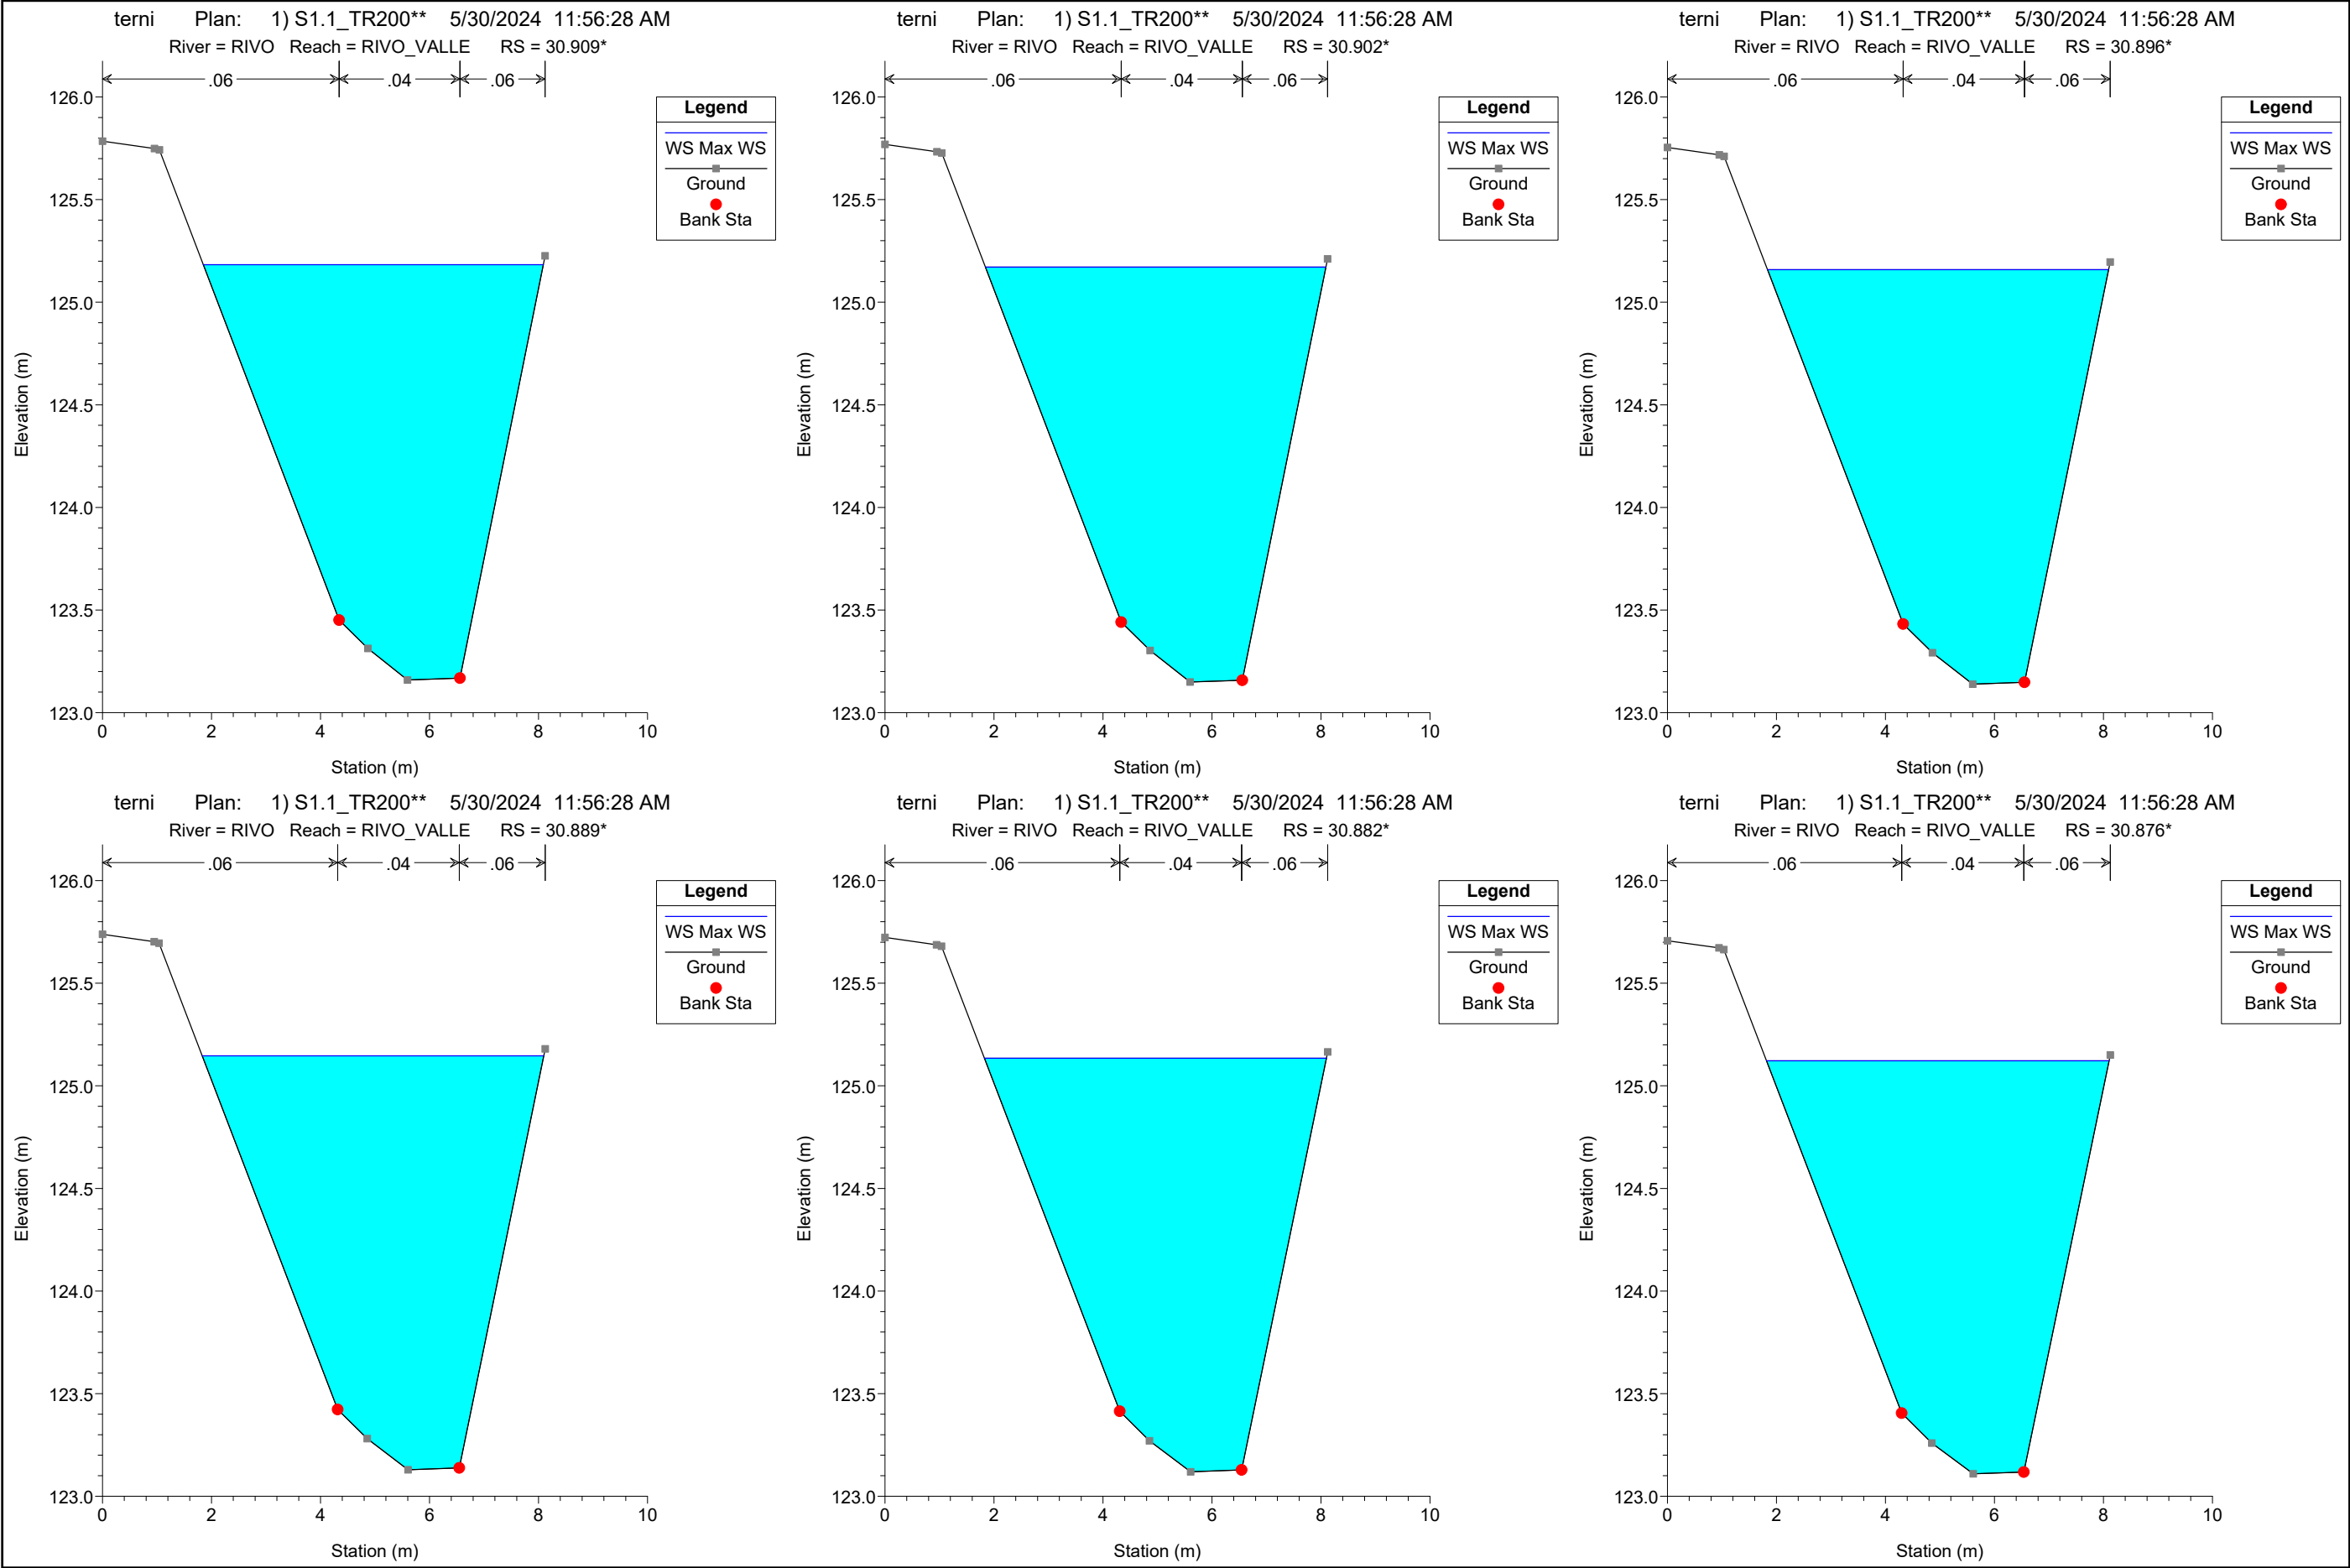 terni Plan: 1) S1.1_TR200** 5/30/2024 11:56:28 AM
River = RIVO Reach = RIVO_VALLE RS = 30.909*
.06 .04 .06
126.0
125.5
125.0
124.5
124.0
123.5
123.0
0 2 4 6 8 10
Station (m)
Elevation (m)
Legend
WS Max WS
Ground
Bank Sta
terni Plan: 1) S1.1_TR200** 5/30/2024 11:56:28 AM
River = RIVO Reach = RIVO_VALLE RS = 30.902*
.06 .04 .06
126.0
125.5
125.0
124.5
124.0
123.5
123.0
0 2 4 6 8 10
Station (m)
Elevation (m)
Legend
WS Max WS
Ground
Bank Sta
terni Plan: 1) S1.1_TR200** 5/30/2024 11:56:28 AM
River = RIVO Reach = RIVO_VALLE RS = 30.896*
.06 .04 .06
126.0
125.5
125.0
124.5
124.0
123.5
123.0
0 2 4 6 8 10
Station (m)
Elevation (m)
Legend
WS Max WS
Ground
Bank Sta
terni Plan: 1) S1.1_TR200** 5/30/2024 11:56:28 AM
River = RIVO Reach = RIVO_VALLE RS = 30.889*
.06 .04 .06
126.0
125.5
125.0
124.5
124.0
123.5
123.0
0 2 4 6 8 10
Station (m)
Elevation (m)
Legend
WS Max WS
Ground
Bank Sta
terni Plan: 1) S1.1_TR200** 5/30/2024 11:56:28 AM
River = RIVO Reach = RIVO_VALLE RS = 30.882*
.06 .04 .06
126.0
125.5
125.0
124.5
124.0
123.5
123.0
0 2 4 6 8 10
Station (m)
Elevation (m)
Legend
WS Max WS
Ground
Bank Sta
terni Plan: 1) S1.1_TR200** 5/30/2024 11:56:28 AM
River = RIVO Reach = RIVO_VALLE RS = 30.876*
.06 .04 .06
126.0
125.5
125.0
124.5
124.0
123.5
123.0
0 2 4 6 8 10
Station (m)
Elevation (m)
Legend
WS Max WS
Ground
Bank Sta